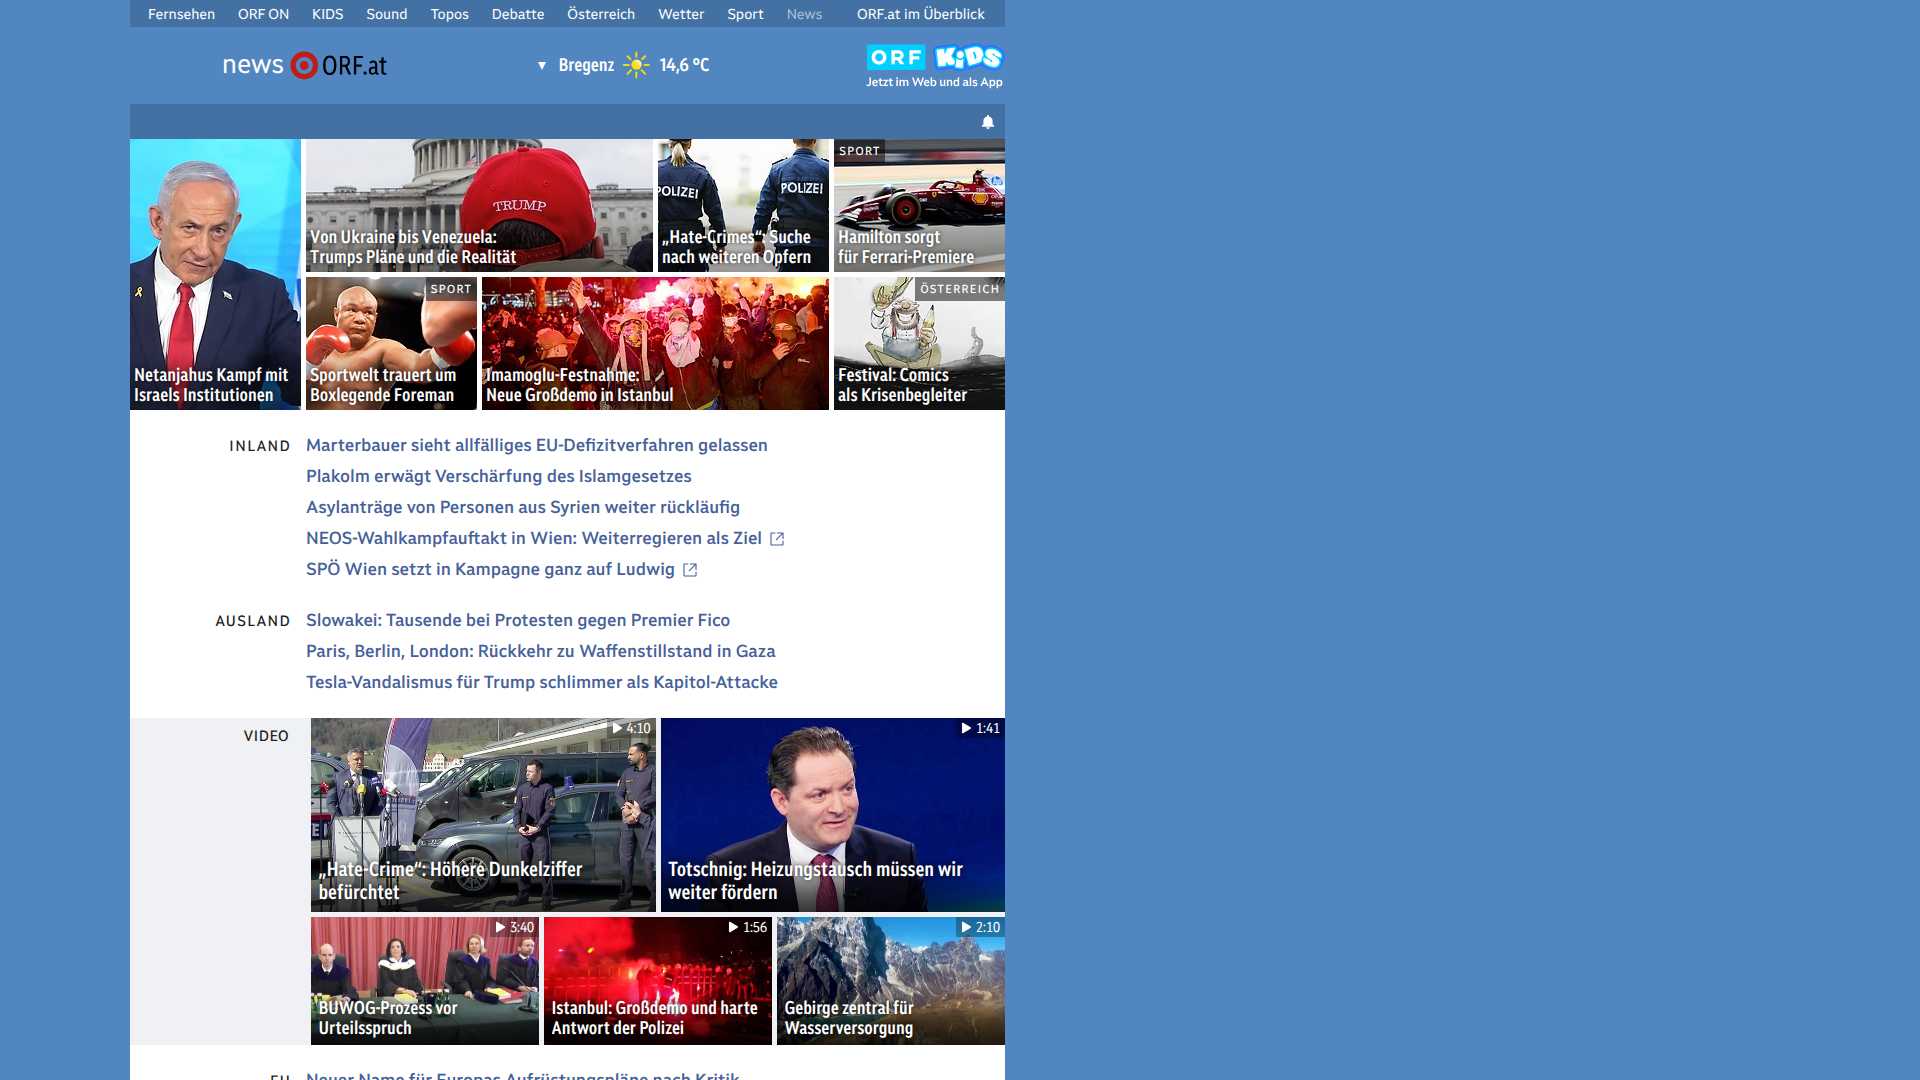 Fernsehen ORF ON KIDS Sound Topos Debatte Österreich Wetter Sport News ORF.at im Überblick
news ORF.at
▼ Bregenz 14,6 °C
ORF KiDS
Jetzt im Web und als App
Netanjahus Kampf mit
Israels Institutionen
TRUMP
Von Ukraine bis Venezuela:
Trumps Pläne und die Realität
POLIZEI
POLIZEI
„Hate-Crimes“: Suche
nach weiteren Opfern
SPORT
Hamilton sorgt
für Ferrari-Premiere
SPORT
Sportwelt trauert um
Boxlegende Foreman
Imamoglu-Festnahme:
Neue Großdemo in Istanbul
ÖSTERREICH
Festival: Comics
als Krisenbegleiter
INLAND
Marterbauer sieht allfälliges EU-Defizitverfahren gelassen
Plakolm erwägt Verschärfung des Islamgesetzes
Asylanträge von Personen aus Syrien weiter rückläufig
NEOS-Wahlkampfauftakt in Wien: Weiterregieren als Ziel
SPÖ Wien setzt in Kampagne ganz auf Ludwig
AUSLAND
Slowakei: Tausende bei Protesten gegen Premier Fico
Paris, Berlin, London: Rückkehr zu Waffenstillstand in Gaza
Tesla-Vandalismus für Trump schlimmer als Kapitol-Attacke
VIDEO
4:10
„Hate-Crime“: Höhere Dunkelziffer
befürchtet
1:41
Totschnig: Heizungstausch müssen wir
weiter fördern
3:40
BUWOG-Prozess vor
Urteilsspruch
1:56
Istanbul: Großdemo und harte
Antwort der Polizei
2:10
Gebirge zentral für
Wasserversorgung
EU
Neuer Name für Europas Aufrüstungspläne nach Kritik